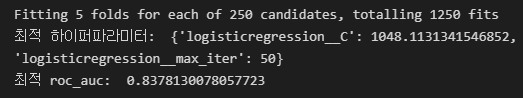 Fitting 5 folds for each of 250 candidates, totalling 1250 fits
최적 하이퍼파라미터:  {'logisticregression__C': 1048.1131341546852,
'logisticregression__max_iter': 50}
최적 roc_auc:  0.8378130078057723